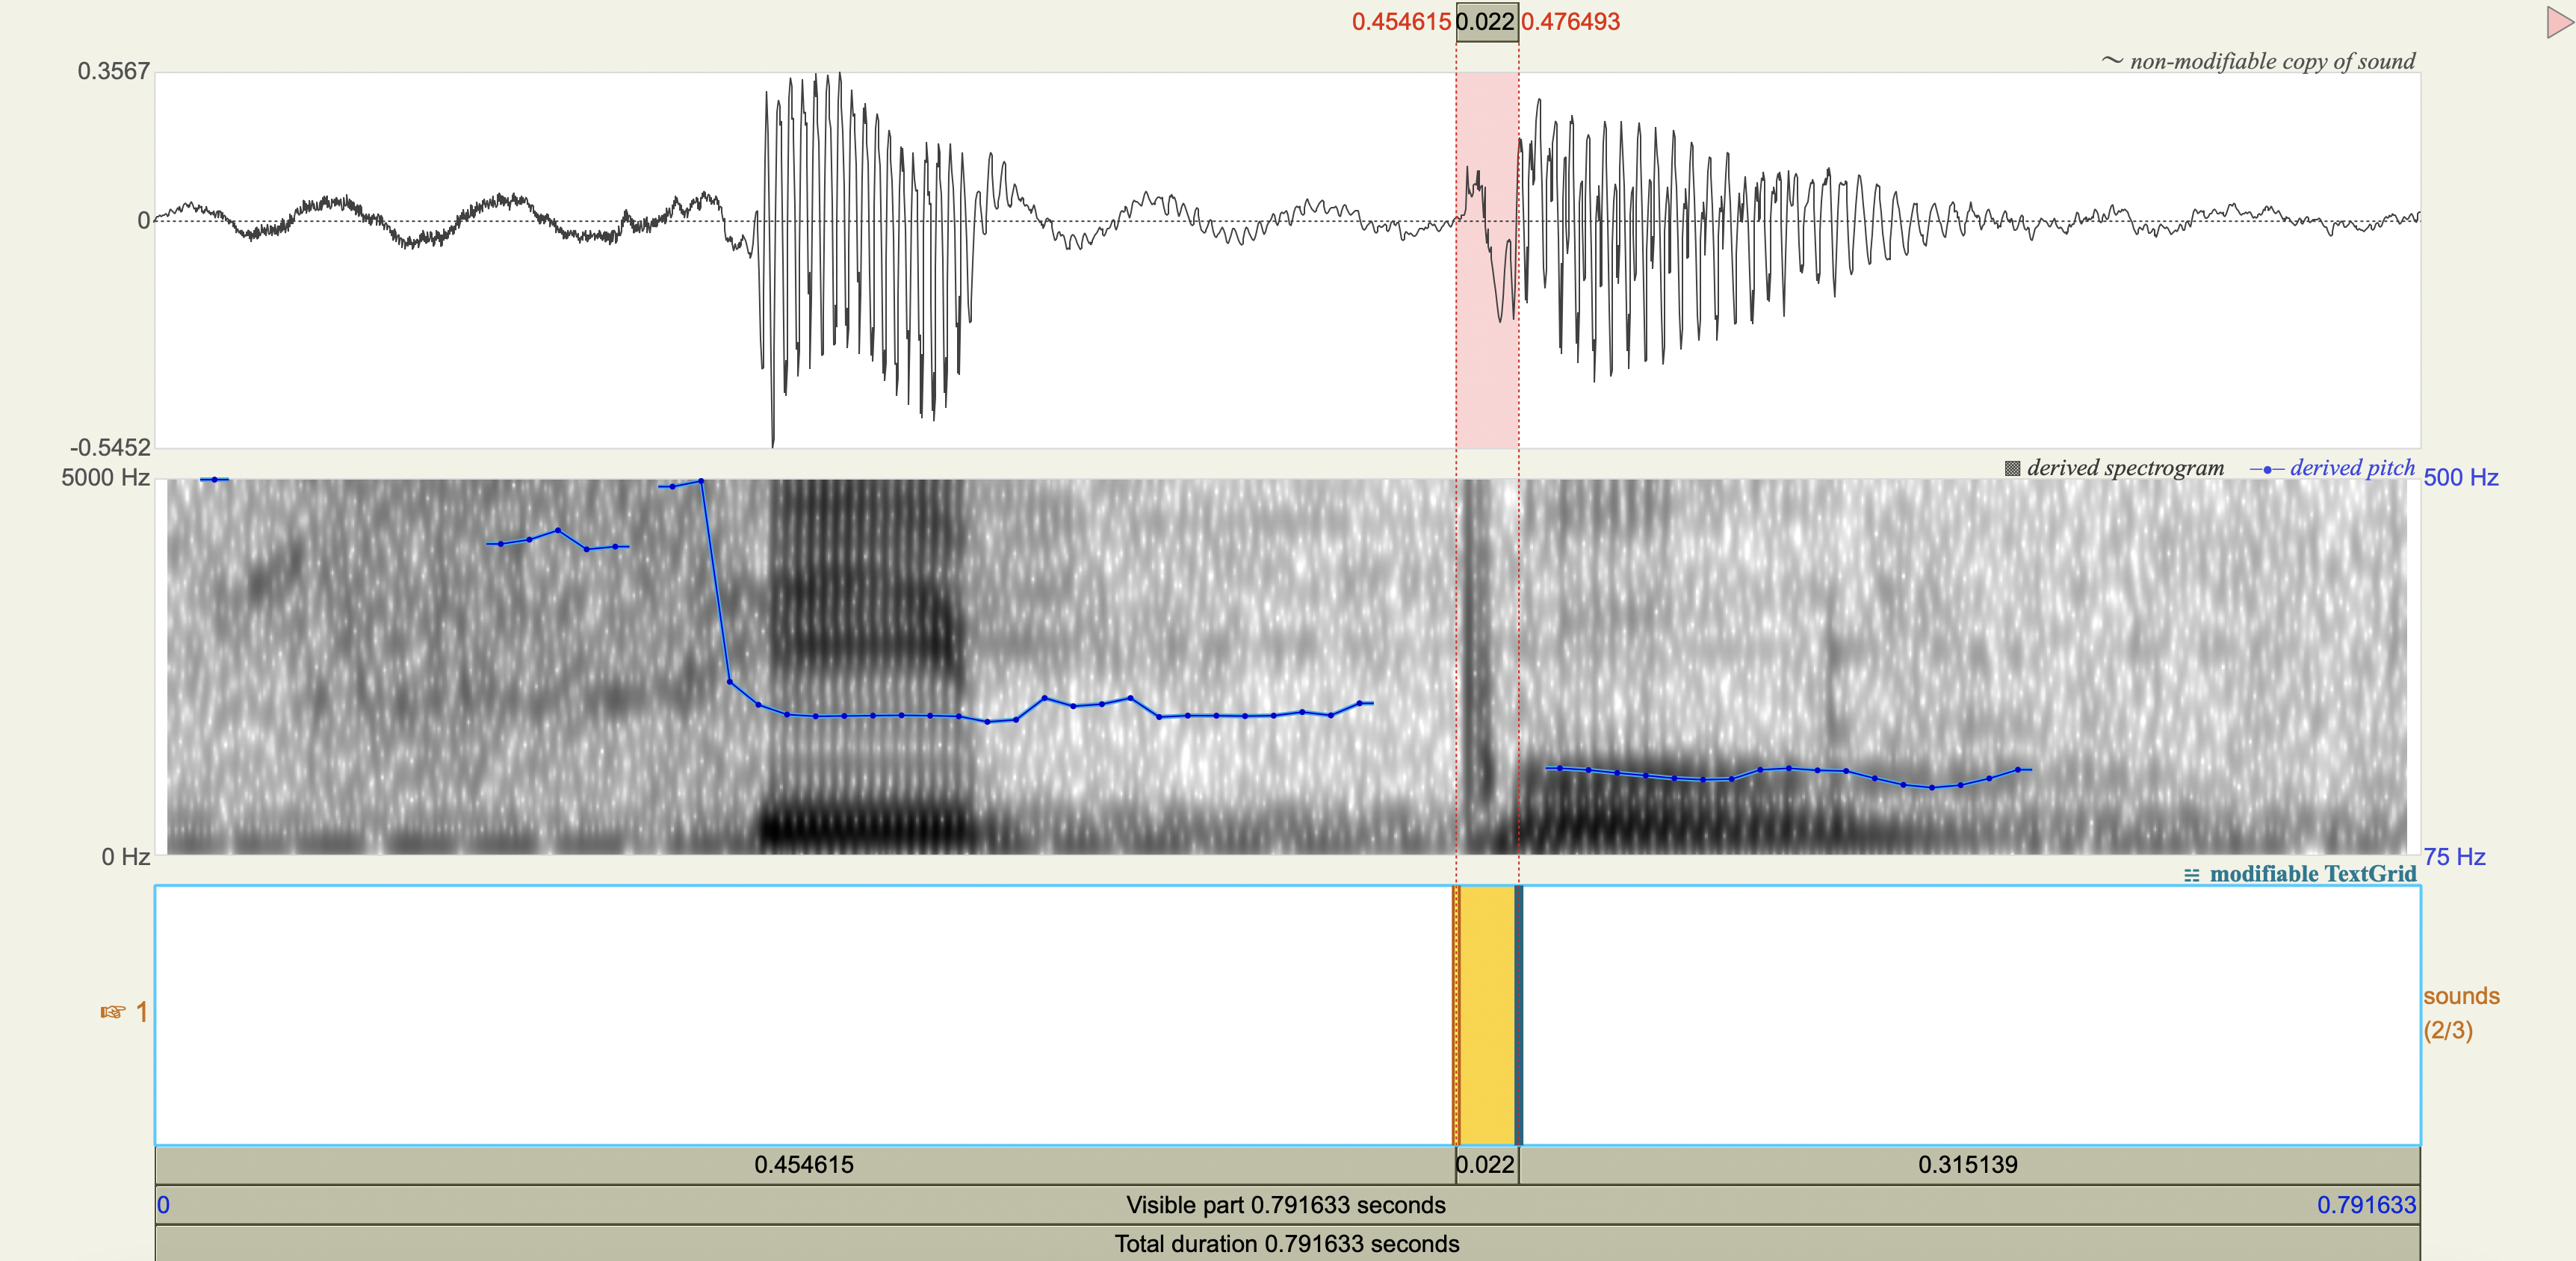 0.454615 0.022 0.476493
~ non-modifiable copy of sound
0.3567
0
-0.5452
derived spectrogram derived pitch
5000 Hz 500 Hz
0 Hz 75 Hz
modifiable TextGrid
☞ 1
sounds
(2/3)
0.454615 0.022 0.315139
0 Visible part 0.791633 seconds 0.791633
Total duration 0.791633 seconds